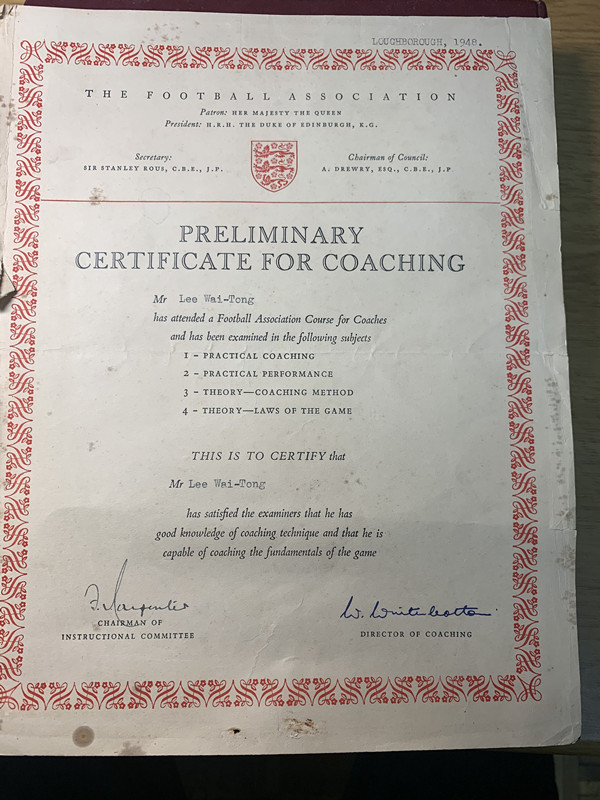 LOUGHBOROUGH, 1948.
THE FOOTBALL ASSOCIATION
Patron: HER MAJESTY THE QUEEN
President: H.R.H. THE DUKE OF EDINBURGH, K.G.
Secretary:
SIR STANLEY ROUS, C.B.E., J.P.
Chairman of Council:
A. DREWRY, ESQ., C.B.E., J.P
PRELIMINARY
CERTIFICATE FOR COACHING
Mr Lee Wai-Tong
has attended a Football Association Course for Coaches
and has been examined in the following subjects
1 - PRACTICAL COACHING
2 - PRACTICAL PERFORMANCE
3 - THEORY—COACHING METHOD
4 - THEORY—LAWS OF THE GAME
THIS IS TO CERTIFY that
Mr Lee Wai-Tong
has satisfied the examiners that he has
good knowledge of coaching technique and that he is
capable of coaching the fundamentals of the game
CHAIRMAN OF
INSTRUCTIONAL COMMITTEE
W. Winterbottom
DIRECTOR OF COACHING